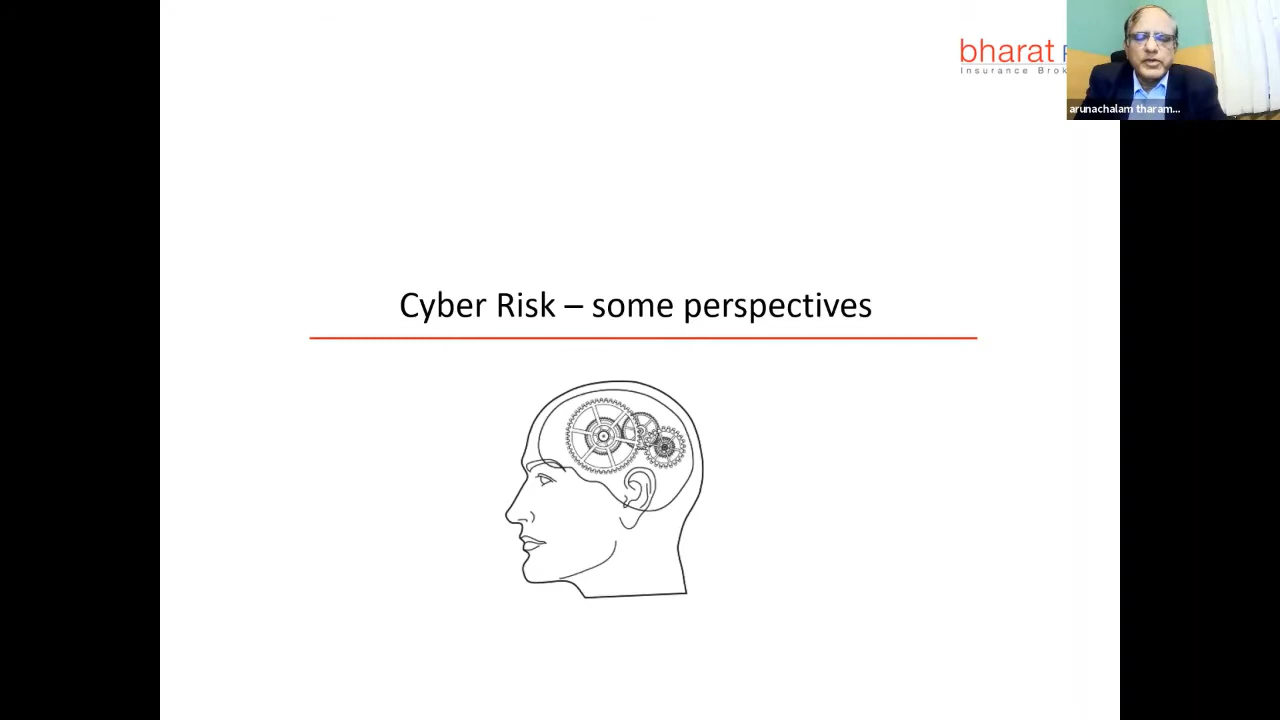 bharat
Insurance Brok
arunachalam tharam...
Cyber Risk – some perspectives